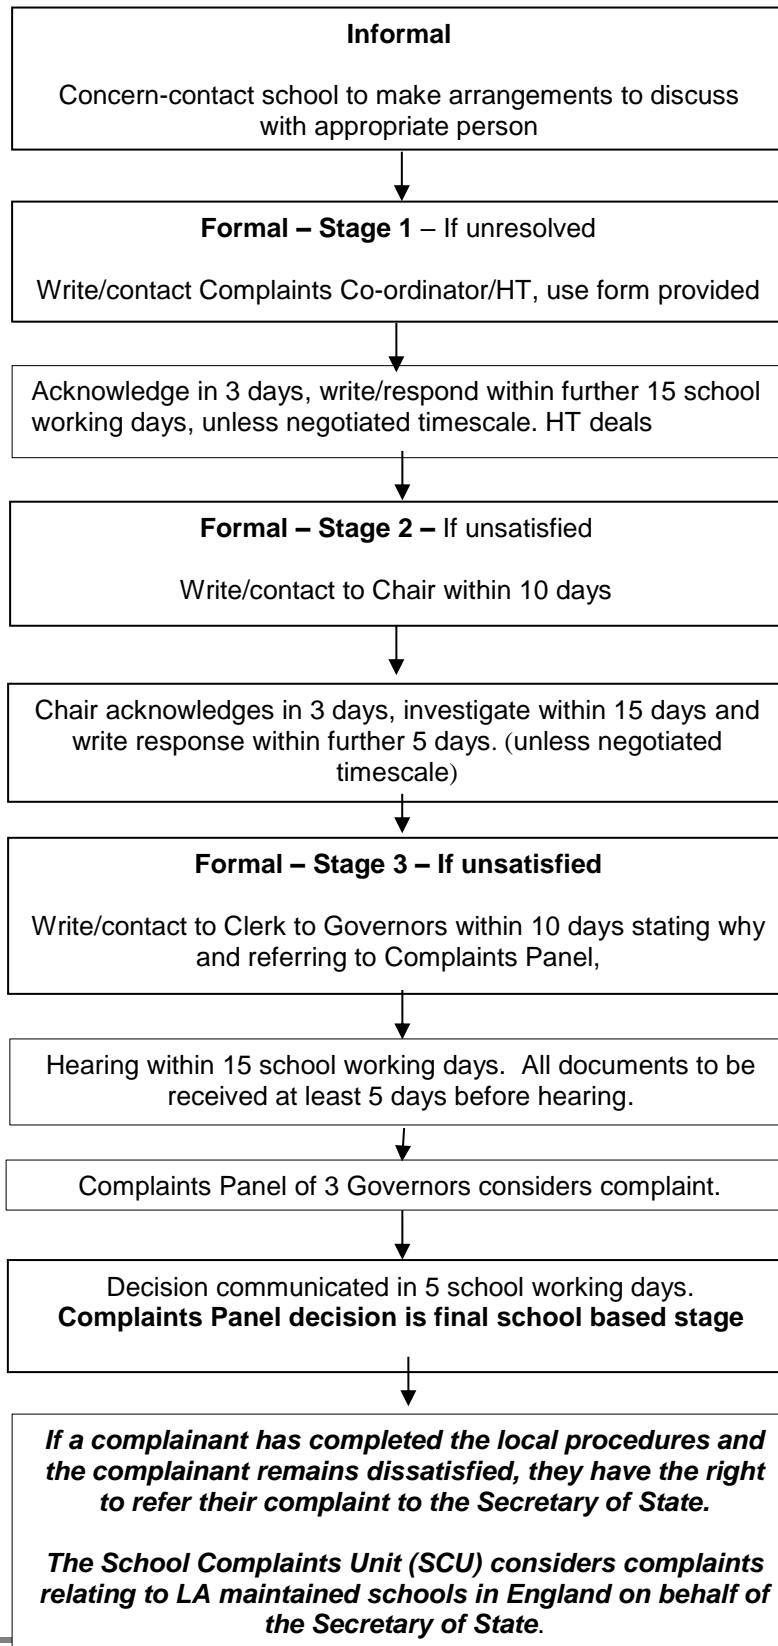 Informal
Concern-contact school to make arrangements to discuss
with appropriate person
Formal – Stage 1 – If unresolved
Write/contact Complaints Co-ordinator/HT, use form provided
Acknowledge in 3 days, write/respond within further 15 school
working days, unless negotiated timescale. HT deals
Formal – Stage 2 – If unsatisfied
Write/contact to Chair within 10 days
Chair acknowledges in 3 days, investigate within 15 days and
write response within further 5 days. (unless negotiated
timescale)
Formal – Stage 3 – If unsatisfied
Write/contact to Clerk to Governors within 10 days stating why
and referring to Complaints Panel,
Hearing within 15 school working days.  All documents to be
received at least 5 days before hearing.
Complaints Panel of 3 Governors considers complaint.
Decision communicated in 5 school working days.
Complaints Panel decision is final school based stage
If a complainant has completed the local procedures and
the complainant remains dissatisfied, they have the right
to refer their complaint to the Secretary of State.
The School Complaints Unit (SCU) considers complaints
relating to LA maintained schools in England on behalf of
the Secretary of State.